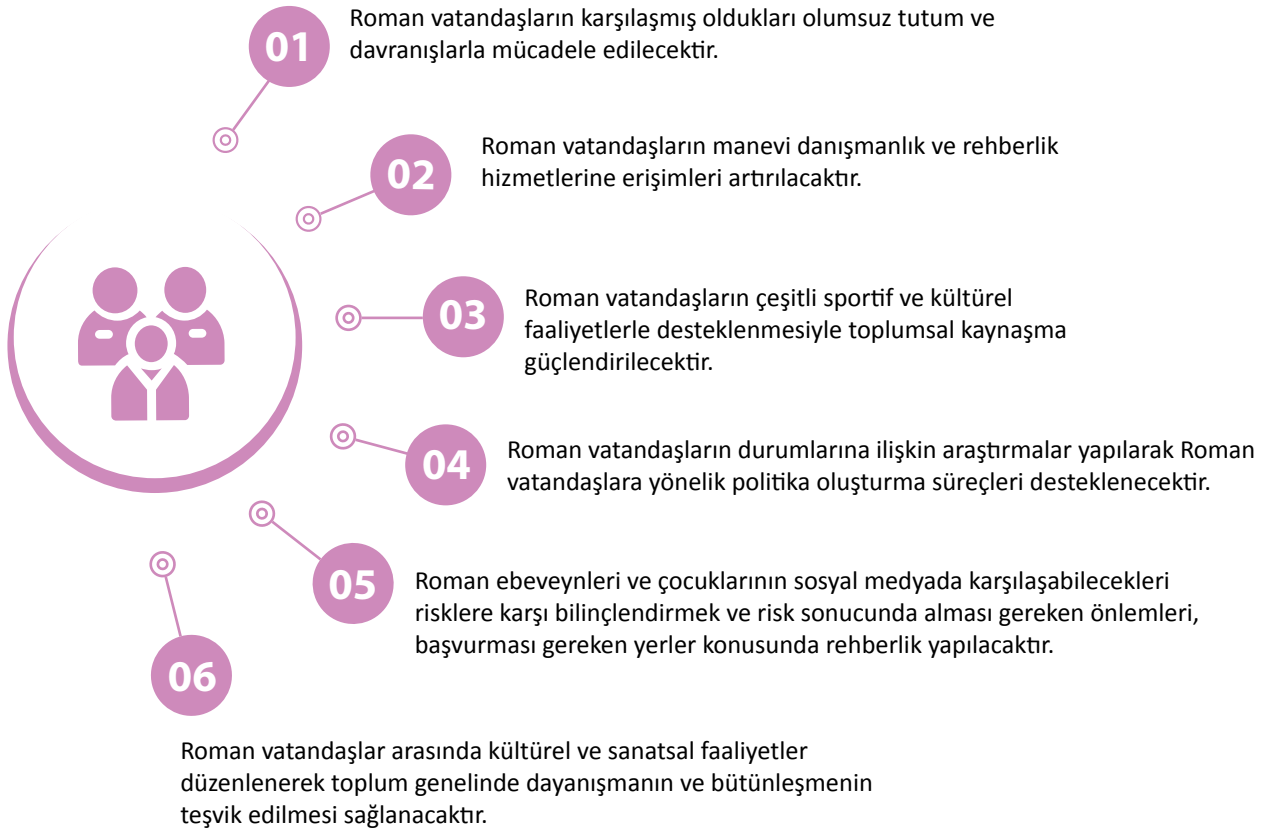 01
Roman vatandaşların karşılaşmış oldukları olumsuz tutum ve
davranışlarla mücadele edilecektir.
02
Roman vatandaşların manevi danışmanlık ve rehberlik
hizmetlerine erişimleri artırılacaktır.
03
Roman vatandaşların çeşitli sportif ve kültürel
faaliyetlerle desteklenmesiyle toplumsal kaynaşma
güçlendirilecektir.
04
Roman vatandaşların durumlarına ilişkin araştırmalar yapılarak Roman
vatandaşlara yönelik politika oluşturma süreçleri desteklenecektir.
05
Roman ebeveynleri ve çocuklarının sosyal medyada karşılaşabilecekleri
risklere karşı bilinçlendirmek ve risk sonucunda alması gereken önlemleri,
başvurması gereken yerler konusunda rehberlik yapılacaktır.
06
Roman vatandaşlar arasında kültürel ve sanatsal faaliyetler
düzenlenerek toplum genelinde dayanışmanın ve bütünleşmenin
teşvik edilmesi sağlanacaktır.